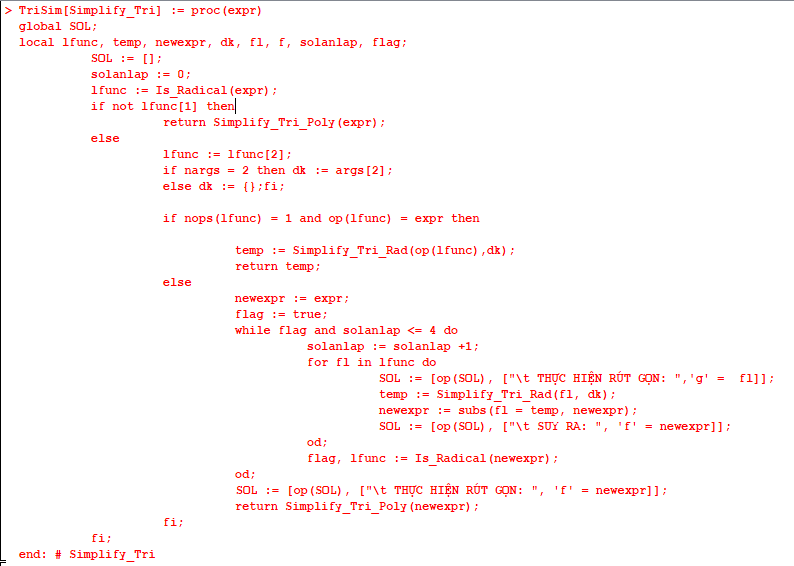 > TriSim[Simplify_Tri] := proc(expr)
global SOL;
local lfunc, temp, newexpr, dk, fl, f, solanlap, flag;
SOL := [];
solanlap := 0;
lfunc := Is_Radical(expr);
if not lfunc[1] then
return Simplify_Tri_Poly(expr);
else
lfunc := lfunc[2];
if nargs = 2 then dk := args[2];
else dk := {};fi;
if nops(lfunc) = 1 and op(lfunc) = expr then
temp := Simplify_Tri_Rad(op(lfunc),dk);
return temp;
else
newexpr := expr;
flag := true;
while flag and solanlap <= 4 do
solanlap := solanlap +1;
for fl in lfunc do
SOL := [op(SOL), ["\t THỰC HIỆN RÚT GỌN: ",'g' =  fl]];
temp := Simplify_Tri_Rad(fl, dk);
newexpr := subs(fl = temp, newexpr);
SOL := [op(SOL), ["\t SUY RA: ", 'f' = newexpr]];
od;
flag, lfunc := Is_Radical(newexpr);
od;
SOL := [op(SOL), ["\t THỰC HIỆN RÚT GỌN: ", 'f' = newexpr]];
return Simplify_Tri_Poly(newexpr);
fi;
fi;
end: # Simplify_Tri